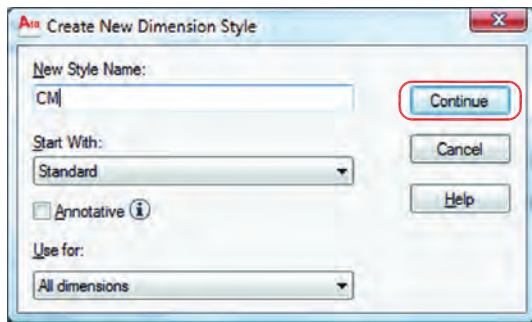 Create New Dimension Style
New Style Name:
CM
Continue
Start With:
Cancel
Standard
Annotative
Help
Use for:
All dimensions